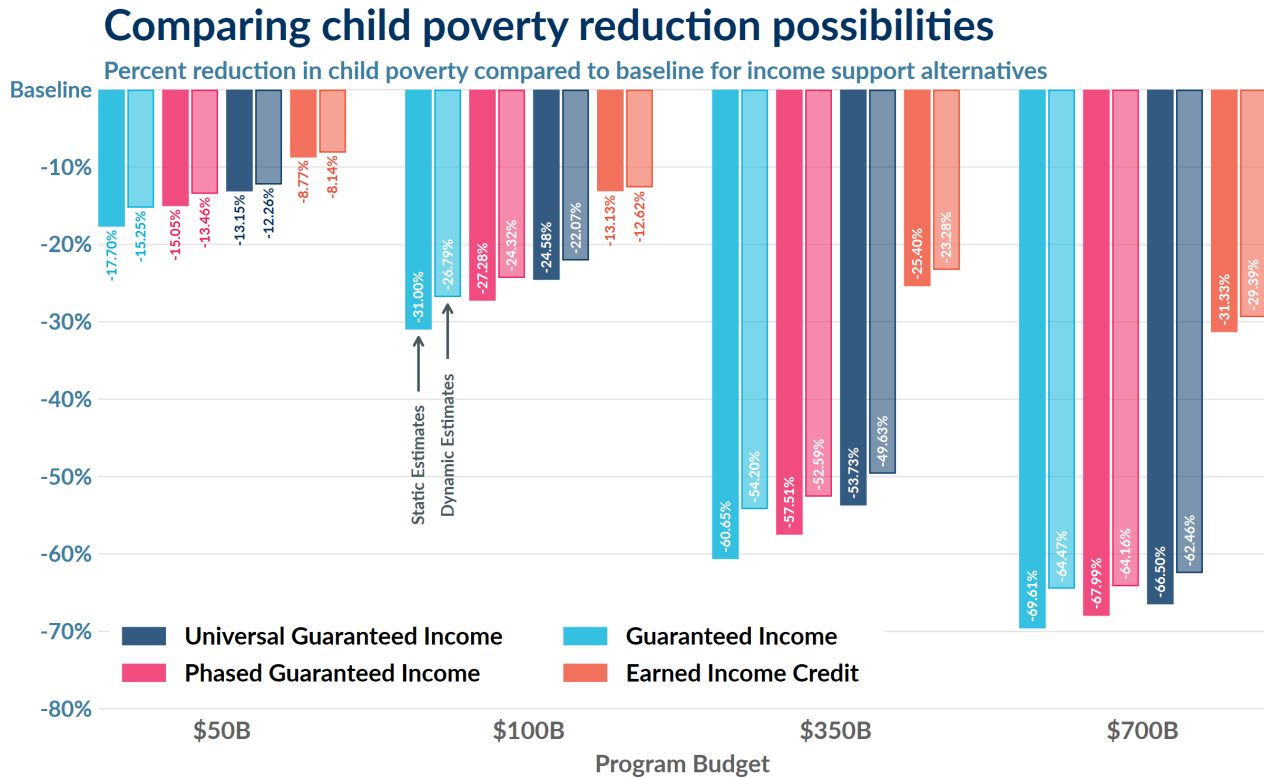 Comparing child poverty reduction possibilities
Percent reduction in child poverty compared to baseline for income support alternatives
Baseline
-10%
-20%
-30%
-40%
-50%
-60%
-70%
-80%
-17.70%
-15.25%
-15.05%
-13.46%
-13.15%
-12.26%
-8.77%
-8.14%
-31.00%
-26.79%
-27.28%
-24.32%
-24.58%
-22.07%
-13.13%
-12.62%
-60.65%
-54.20%
-57.51%
-52.59%
-53.73%
-49.63%
-25.40%
-23.28%
-69.61%
-64.47%
-67.99%
-64.16%
-66.50%
-62.46%
-31.33%
-29.39%
Static Estimates
Dynamic Estimates
Universal Guaranteed Income
Guaranteed Income
Phased Guaranteed Income
Earned Income Credit
$50B
$100B
$350B
$700B
Program Budget